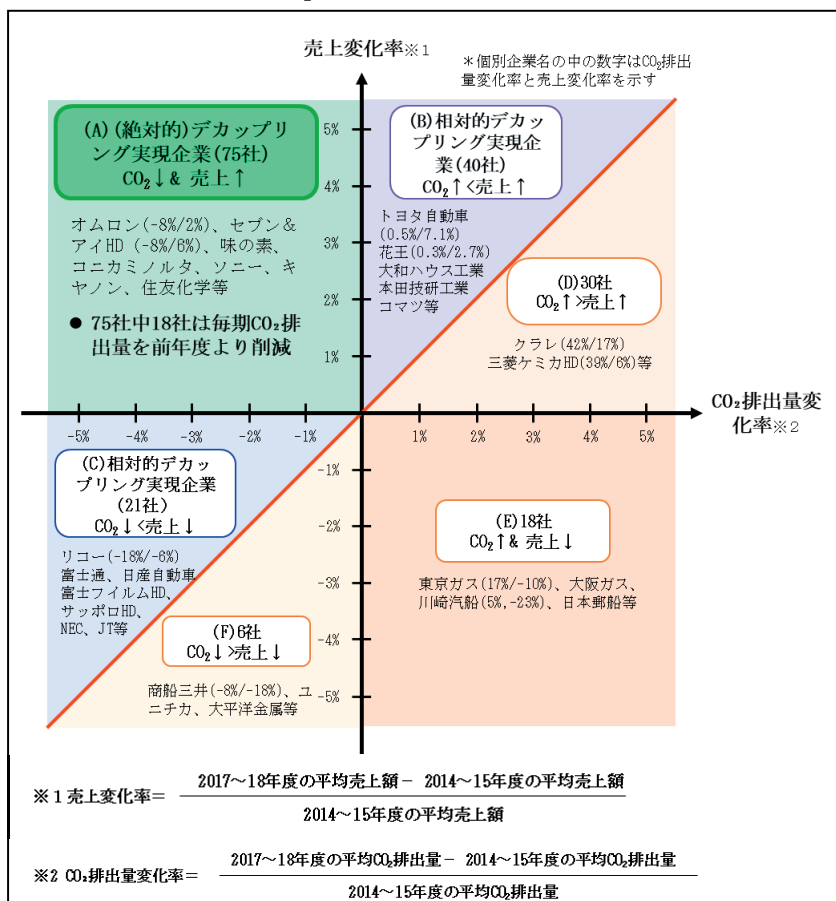 売上変化率※1
＊個別企業名の中の数字はCO₂排出
量変化率と売上変化率を示す
(A)(絶対的)デカップリ
ング実現企業(75社)
CO₂↓& 売上↑
オムロン(-8%/2%)、セブン＆
アイHD (-8%/6%)、味の素、
コニカミノルタ、ソニー、キ
ヤノン、住友化学等
● 75社中18社は毎期CO₂排
出量を前年度より削減
(B)相対的デカッ
プリング実現企
業(40社)
CO₂↑<売上↑
トヨタ自動車
(0.5%/7.1%)
花王(0.3%/2.7%)
大和ハウス工業
本田技研工業
コマツ等
(D)30社
CO₂↑>売上↑
クラレ(42%/17%)
三菱ケミカHD(39%/6%)等
5%
4%
3%
2%
1%
CO₂排出量変
化率※2
-5% -4% -3% -2% -1% 1% 2% 3% 4% 5%
-1%
-2%
-3%
-4%
-5%
(C)相対的デカッ
プリング実現企業
(21社)
CO₂↓<売上↓
リコー(-18%/-6%)
富士通、日産自動車
富士フイルムHD、
サッポロHD、
NEC、JT等
(E)18社
CO₂↑& 売上↓
東京ガス(17%/-10%)、大阪ガス、
川崎汽船(5%,-23%)、日本郵船等
(F)6社
CO₂↓>売上↓
商船三井(-8%/-18%)、ユ
ニチカ、大平洋金属等
※1売上変化率＝
2017～18年度の平均売上額－ 2014～15年度の平均売上額
2014～15年度の平均売上額
※2 CO₂排出量変化率＝
2017～18年度の平均CO₂排出量－ 2014～15年度の平均CO₂排出量
2014～15年度の平均CO₂排出量